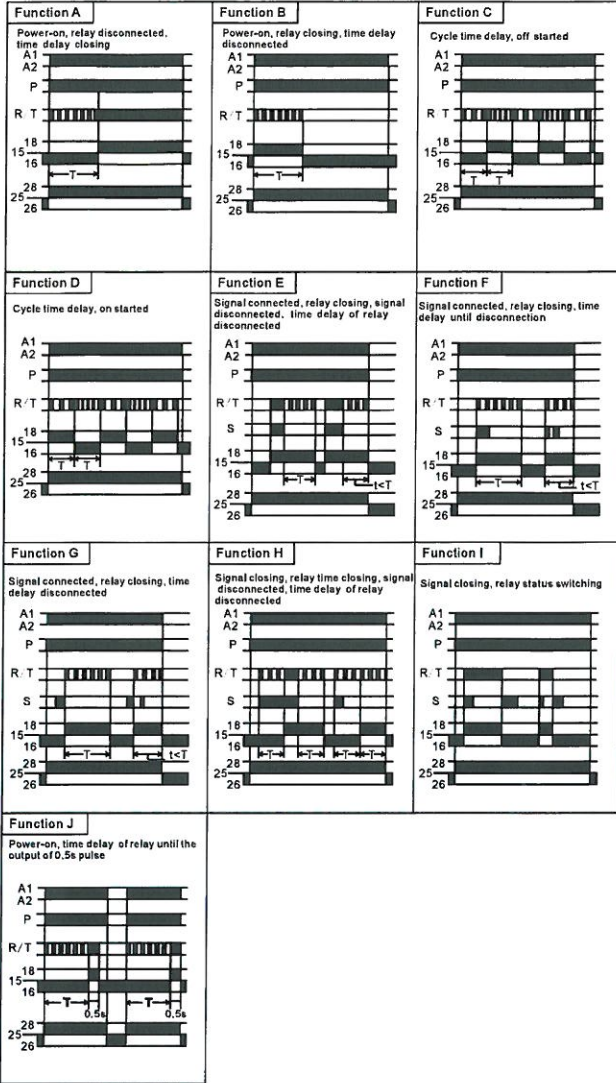 Function A
Power-on, relay disconnected,
time delay closing
A1
A2
P
R/T
18
15
16
T
28
25
26
Function B
Power-on, relay closing, time delay
disconnected
A1
A2
P
R/T
18
15
16
T
28
25
26
Function C
Cycle time delay, off started
A1
A2
P
R/T
18
15
16
T
T
28
25
26
Function D
Cycle time delay, on started
A1
A2
P
R/T
18
15
16
T
T
28
25
26
Function E
Signal connected, relay closing, signal
disconnected, time delay of relay
disconnected
A1
A2
P
R/T
S
18
15
16
T
t<T
28
25
26
Function F
Signal connected, relay closing, time
delay until disconnection
A1
A2
P
R/T
S
18
15
16
T
t<T
28
25
26
Function G
Signal connected, relay closing, time
delay disconnected
A1
A2
P
R/T
S
18
15
16
T
t<T
28
25
26
Function H
Signal closing, relay time closing, signal
disconnected, time delay of relay
disconnected
A1
A2
P
R/T
S
18
15
16
T
T
T
T
28
25
26
Function I
Signal closing, relay status switching
A1
A2
P
R/T
S
18
15
16
28
25
26
Function J
Power-on, time delay of relay until the
output of 0.5s pulse
A1
A2
P
R/T
18
15
16
T
0.5s
T
0.5s
28
25
26